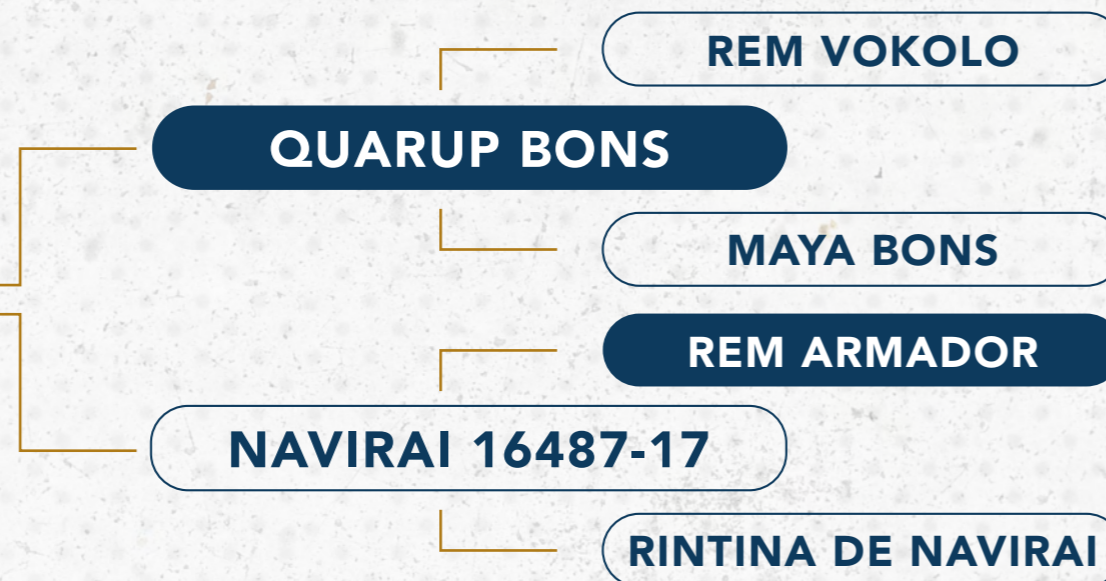 REM VOKOLO
QUARUP BONS
MAYA BONS
REM ARMADOR
NAVIRAI 16487-17
RINTINA DE NAVIRAI